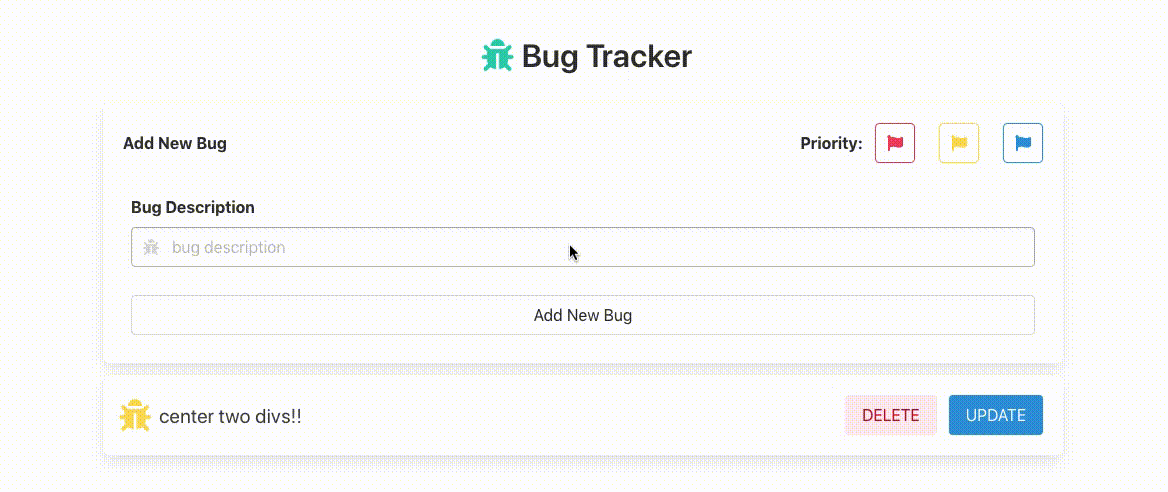 Bug Tracker
Add New Bug Priority:
Bug Description
bug description
Add New Bug
center two divs!! DELETE UPDATE